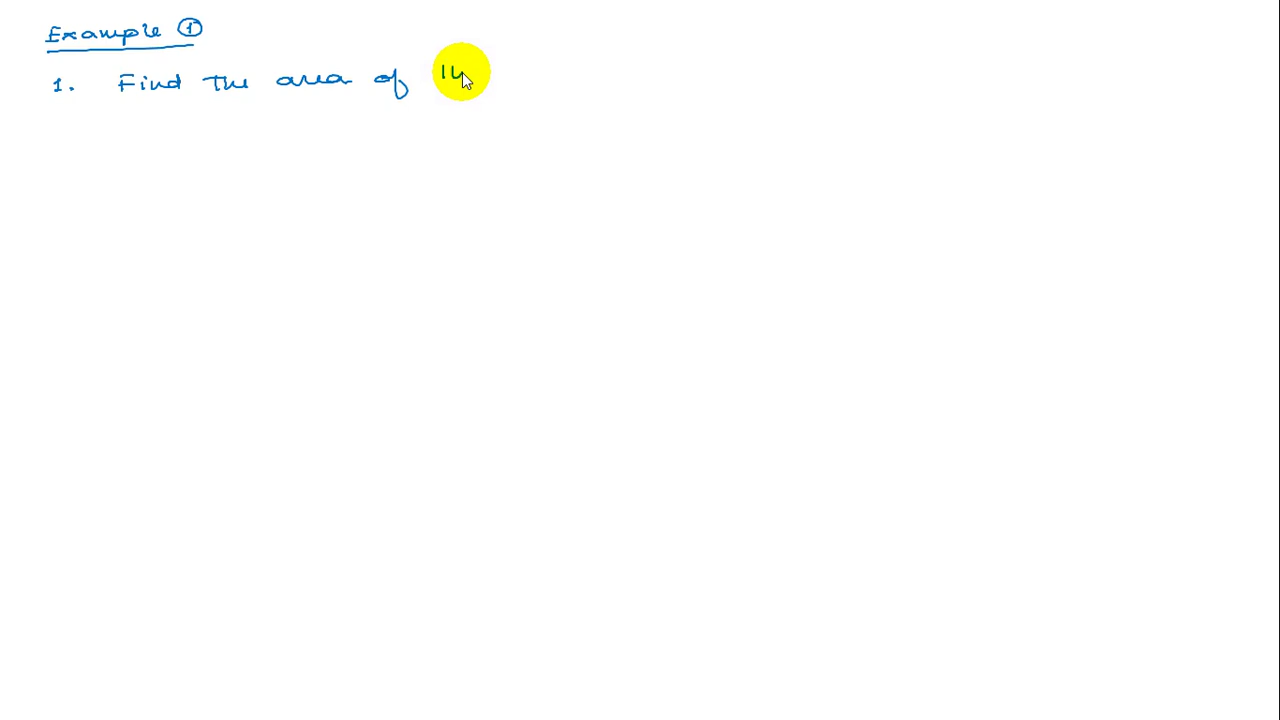 Example ①
1. Find the area of